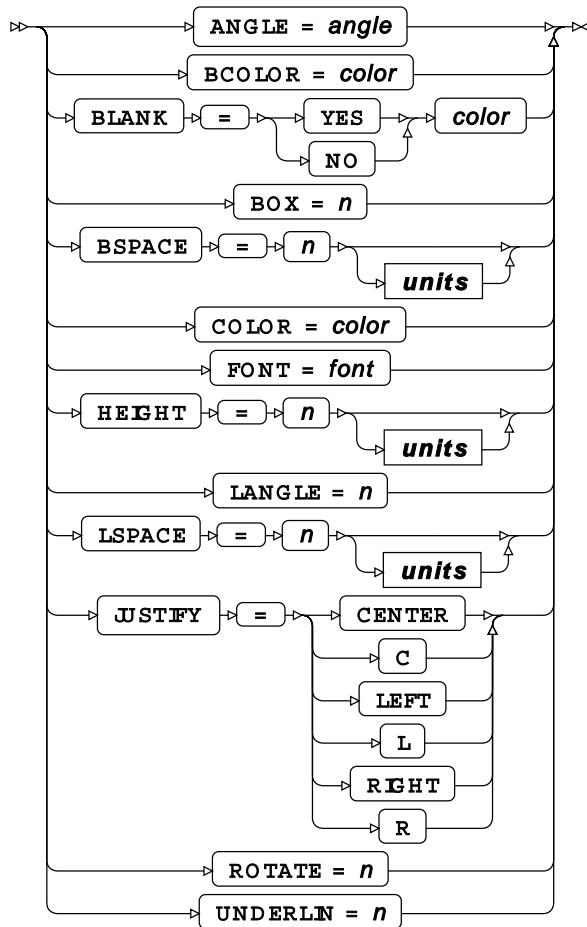 ANGLE = angle
BCOLOR = color
BLANK = YES color
NO
BOX = n
BSPACE = n
units
COLOR = color
FONT = font
HEIGHT = n
units
LANGLE = n
LSPACE = n
units
JUSTIFY = CENTER
C
LEFT
L
RIGHT
R
ROTATE = n
UNDERLIN = n